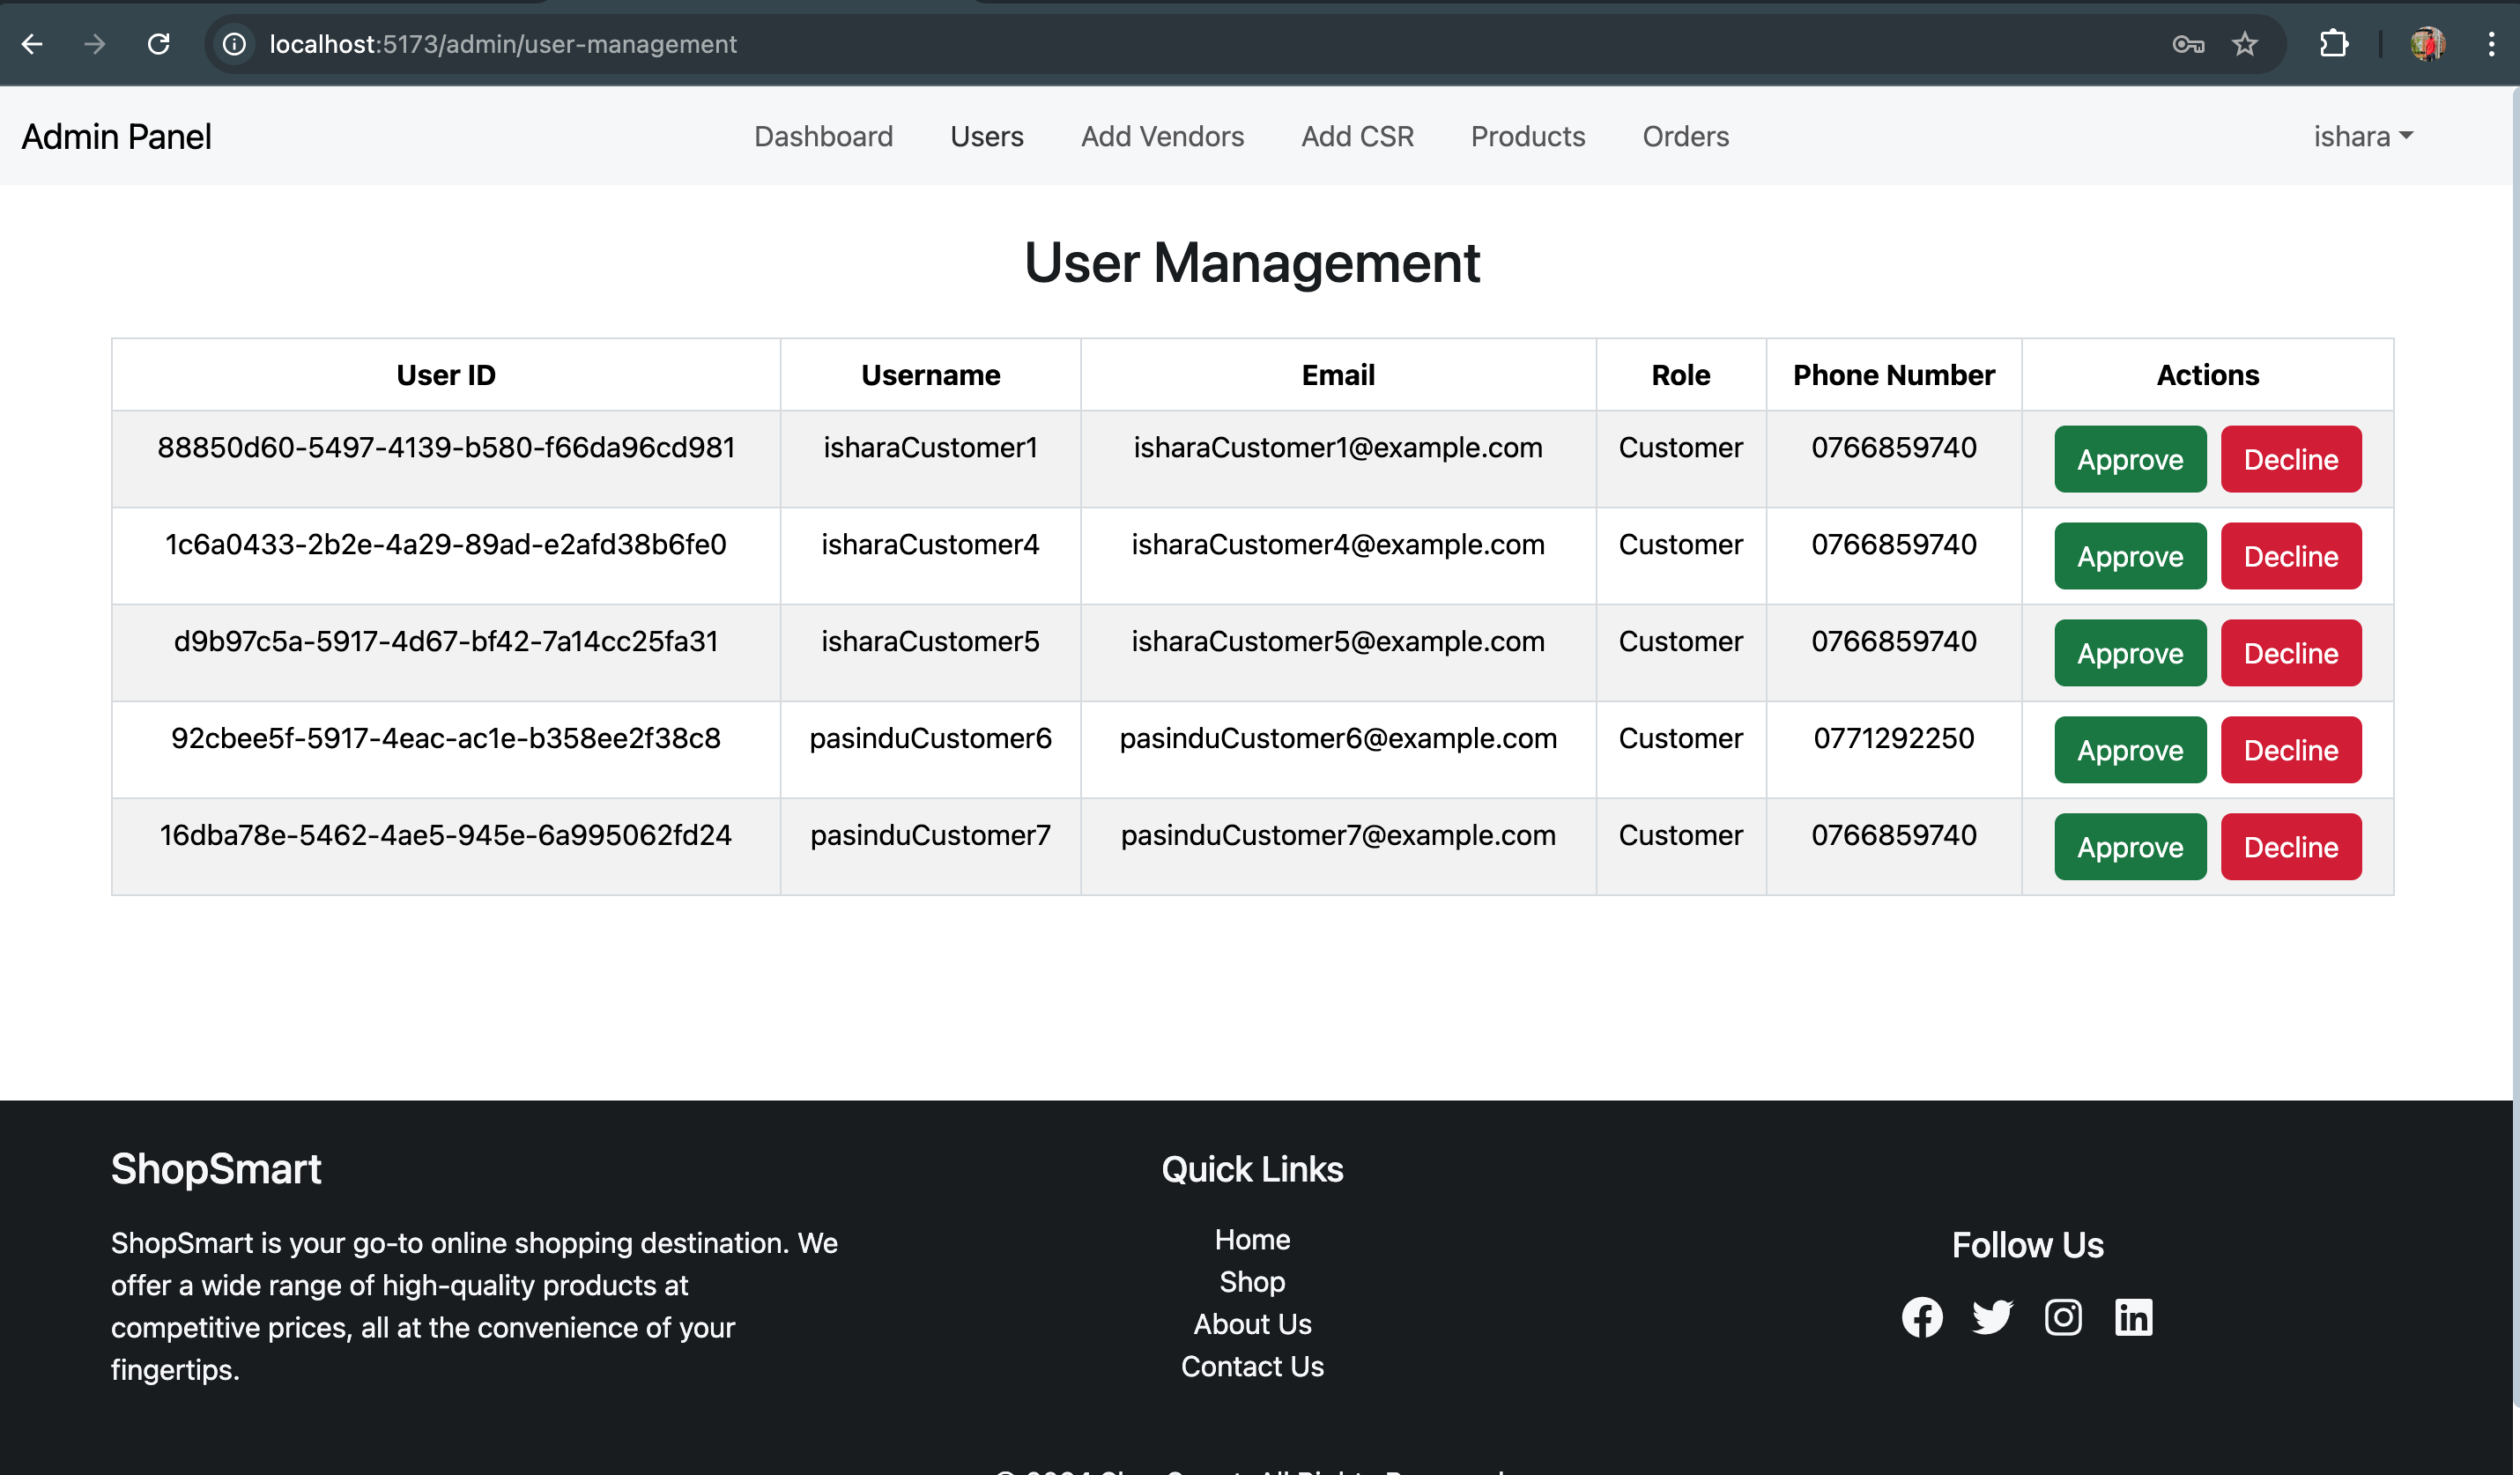 localhost:5173/admin/user-management
Admin Panel Dashboard Users Add Vendors Add CSR Products Orders ishara
User Management
User ID Username Email Role Phone Number Actions
88850d60-5497-4139-b580-f66da96cd981 isharaCustomer1 isharaCustomer1@example.com Customer 0766859740 Approve Decline
1c6a0433-2b2e-4a29-89ad-e2afd38b6fe0 isharaCustomer4 isharaCustomer4@example.com Customer 0766859740 Approve Decline
d9b97c5a-5917-4d67-bf42-7a14cc25fa31 isharaCustomer5 isharaCustomer5@example.com Customer 0766859740 Approve Decline
92cbee5f-5917-4eac-ac1e-b358ee2f38c8 pasinduCustomer6 pasinduCustomer6@example.com Customer 0771292250 Approve Decline
16dba78e-5462-4ae5-945e-6a995062fd24 pasinduCustomer7 pasinduCustomer7@example.com Customer 0766859740 Approve Decline
ShopSmart
ShopSmart is your go-to online shopping destination. We
offer a wide range of high-quality products at
competitive prices, all at the convenience of your
fingertips.
Quick Links
Home
Shop
About Us
Contact Us
Follow Us